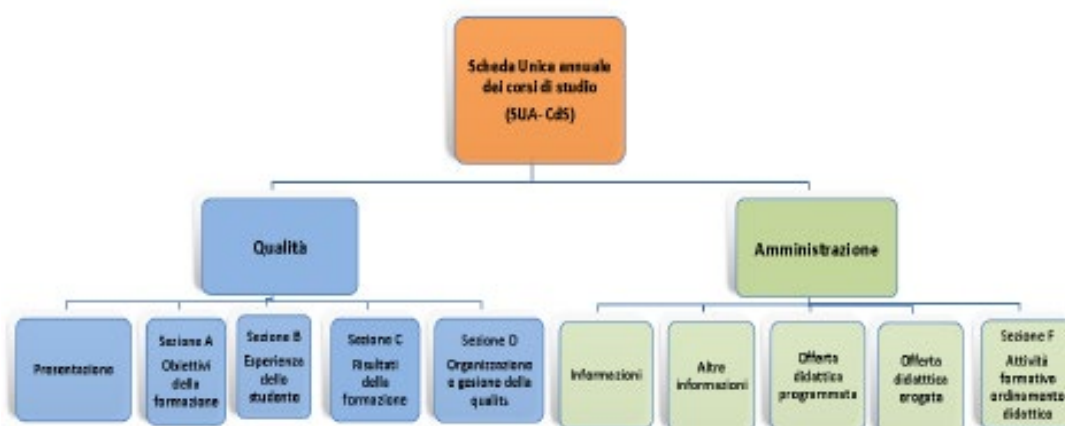 Scheda Unica annuale
dei corsi di studio
(SUA- CdS)
Qualità
Amministrazione
Presentazione
Sezione A
Obiettivi
della
formazione
Sezione B
Esperienza
dello
studente
Sezione C
Risultati
della
formazione
Sezione D
Organizzazione
e gesione della
qualità
Informazioni
Altre
informazioni
Offerta
didattica
programmata
Offerta
didatttica
erogata
Sezione F
Attività
formative
ordinamento
didattico